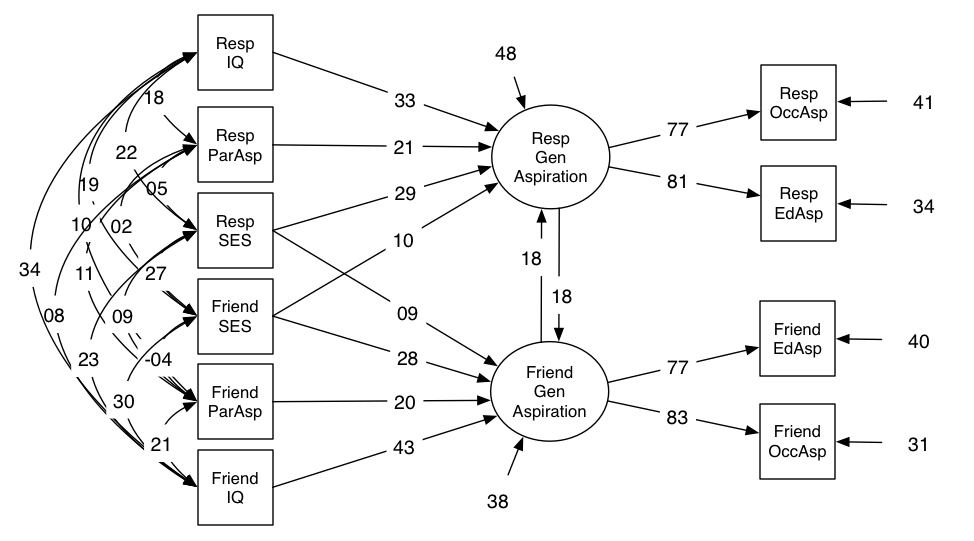 Resp
IQ
Resp
ParAsp
Resp
SES
Friend
SES
Friend
ParAsp
Friend
IQ
18
22
19
05
10
02
34
11
27
08
09
23
-04
30
21
33
21
29
10
09
28
20
43
48
Resp
Gen
Aspiration
18
18
Friend
Gen
Aspiration
38
77
81
77
83
Resp
OccAsp
41
Resp
EdAsp
34
Friend
EdAsp
40
Friend
OccAsp
31